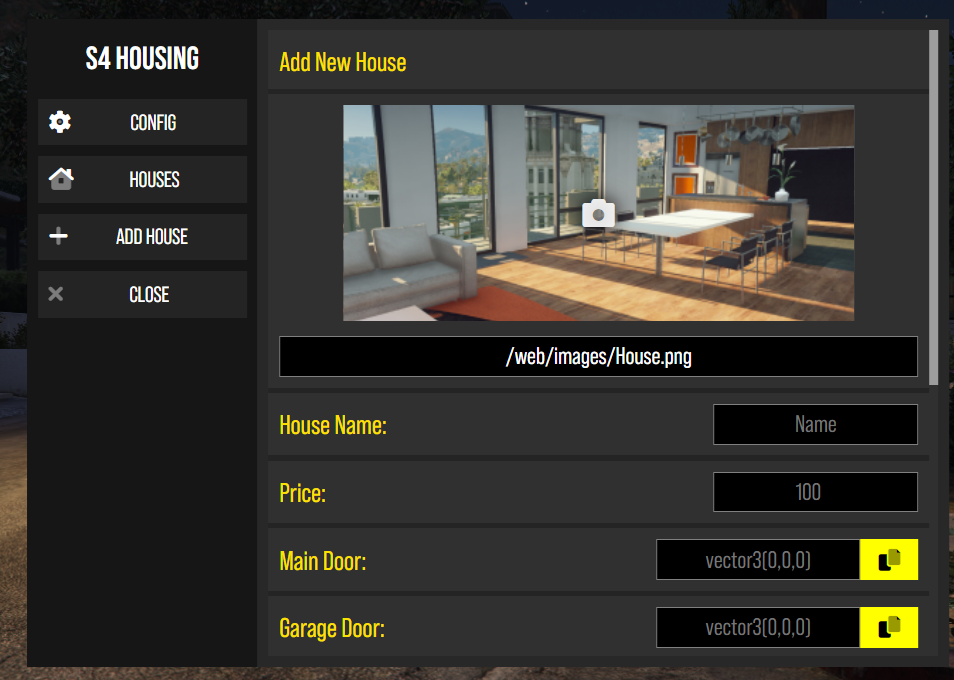 S4 HOUSING
CONFIG
HOUSES
ADD HOUSE
CLOSE
Add New House
/web/images/House.png
House Name:
Name
Price:
100
Main Door:
vector3(0,0,0)
Garage Door:
vector3(0,0,0)